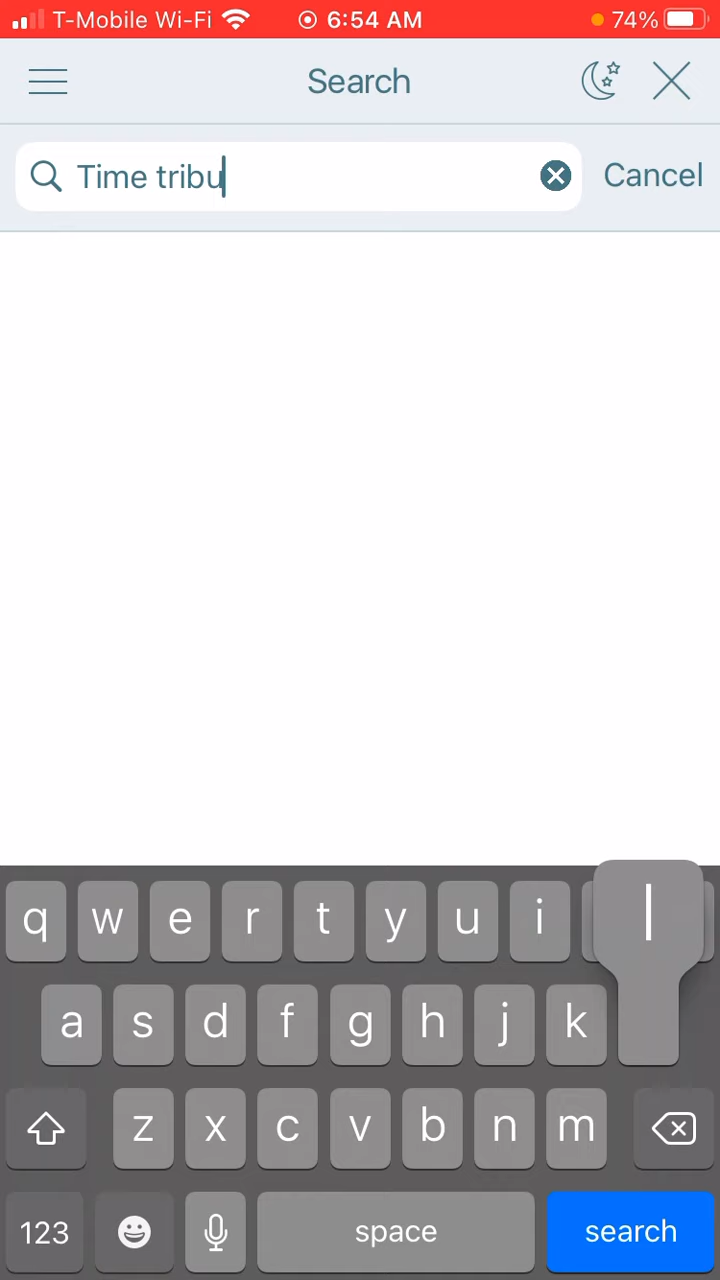 T-Mobile Wi-Fi 6:54 AM 74%
Search
Time tribu Cancel
q w e r t y u i l
a s d f g h j k
z x c v b n m
123 space search